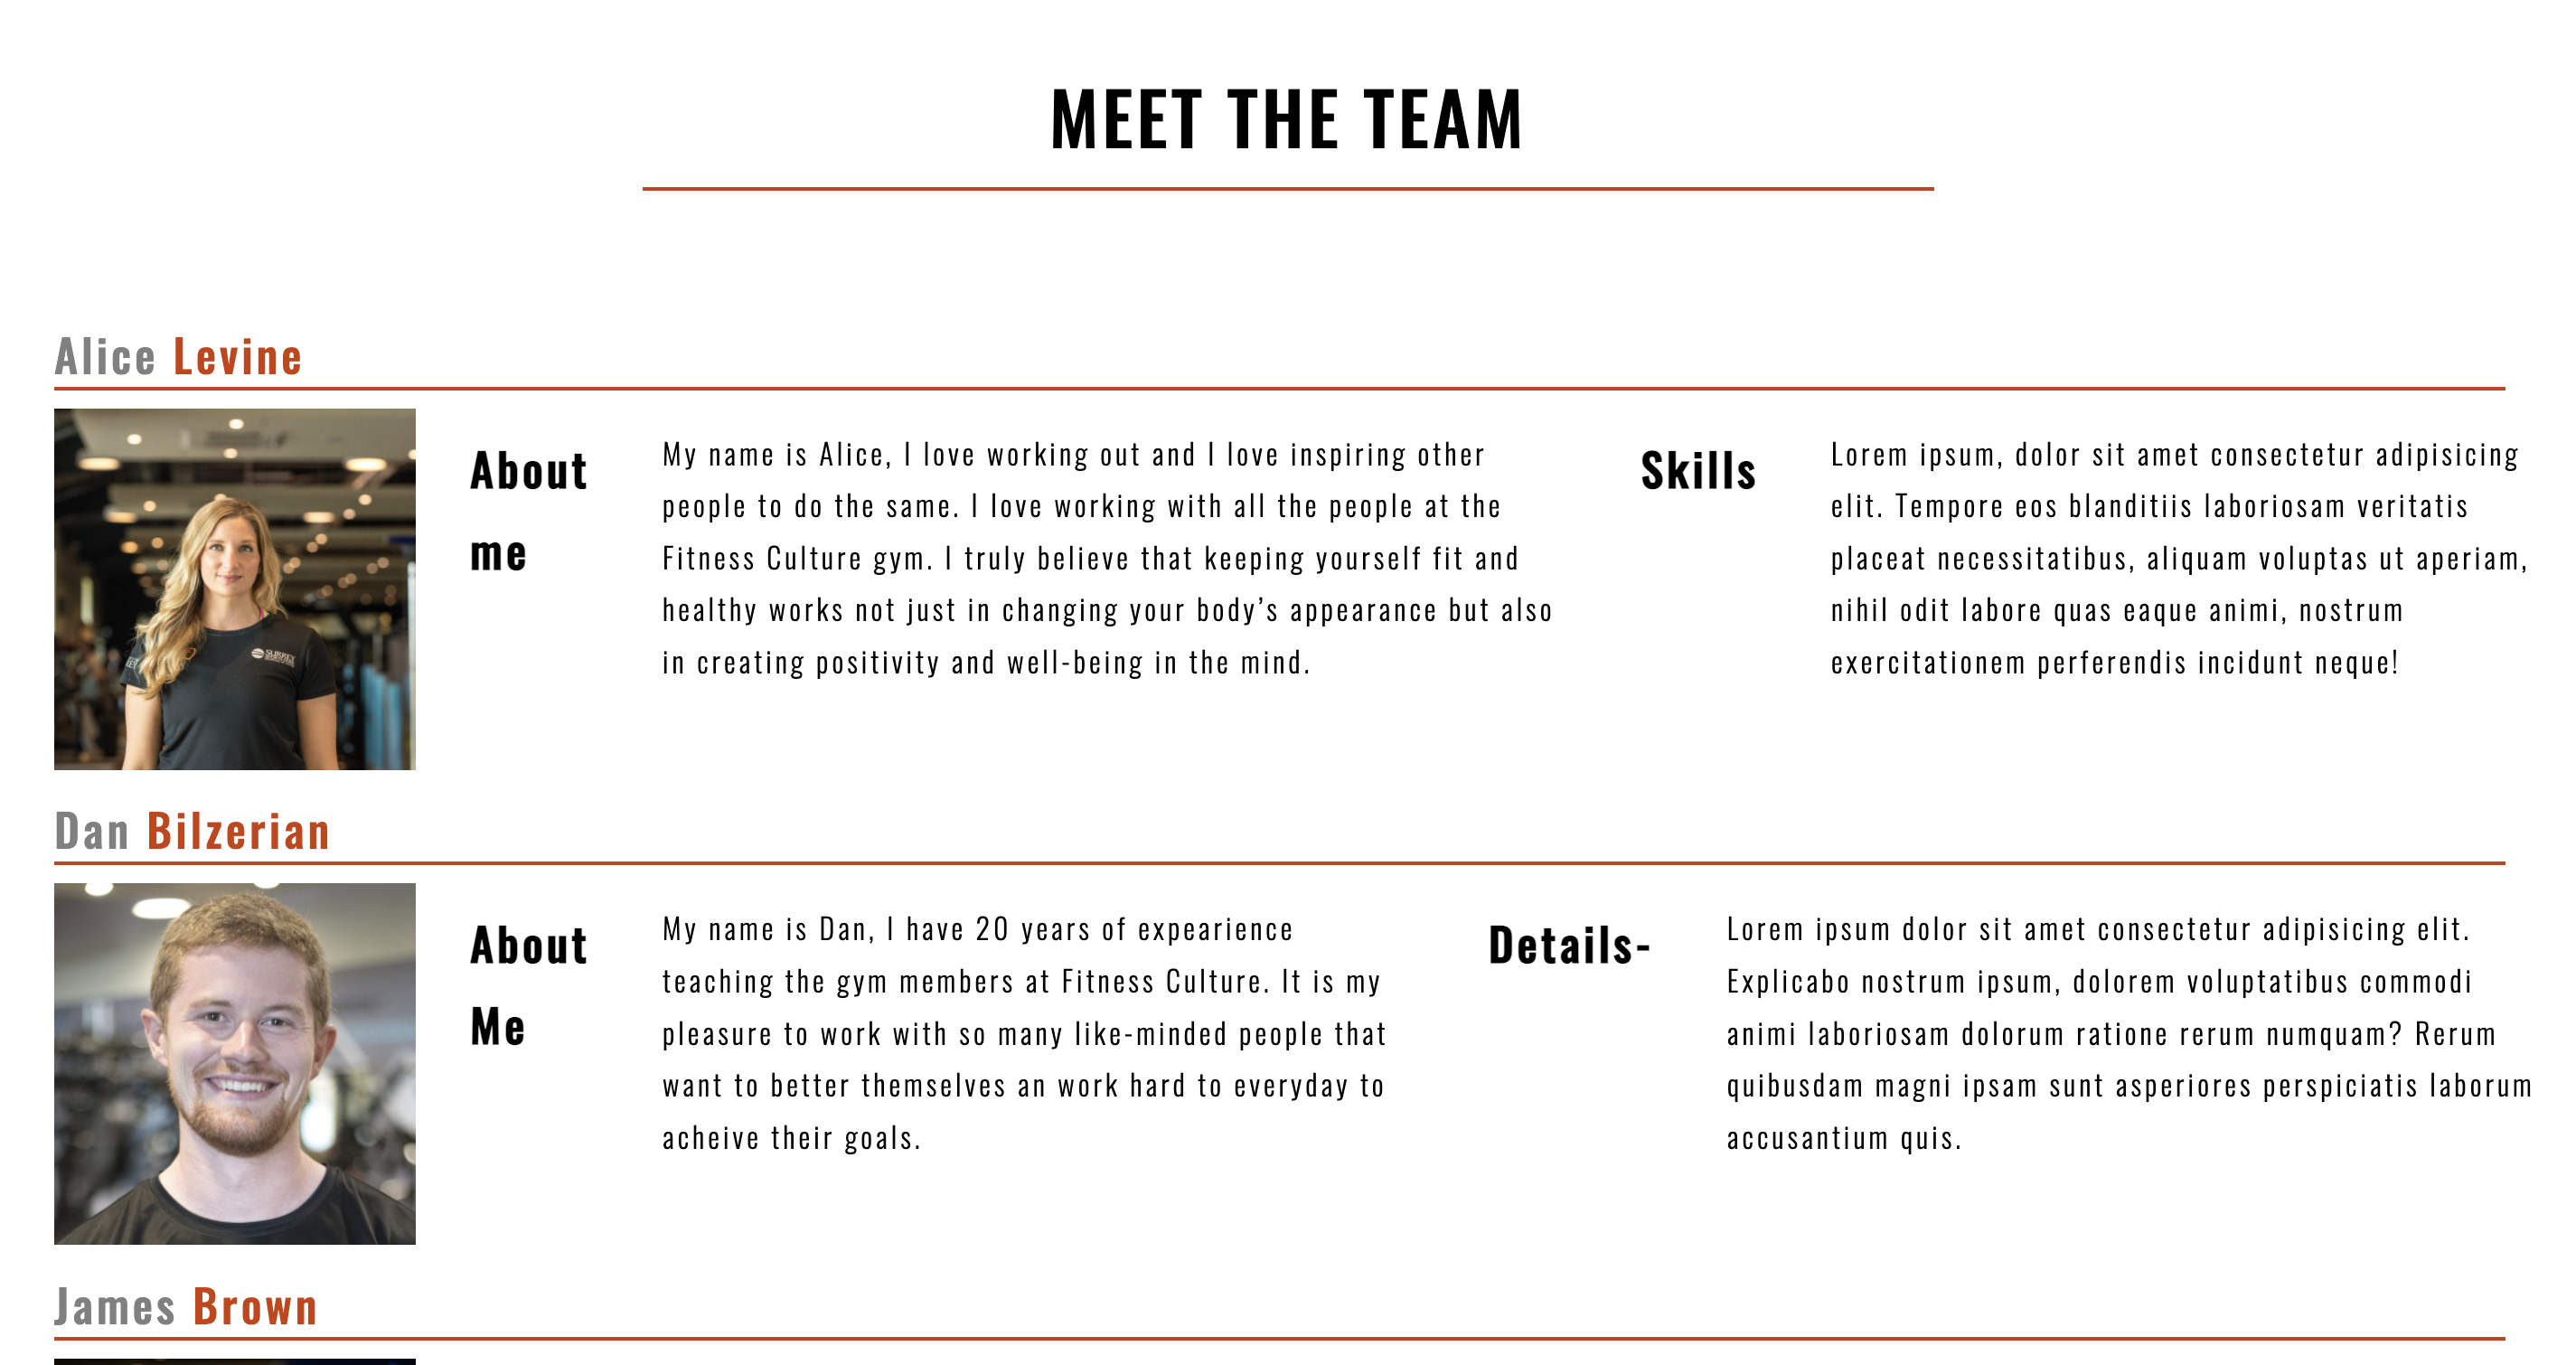 MEET THE TEAM
Alice Levine
About
me
My name is Alice, I love working out and I love inspiring other
people to do the same. I love working with all the people at the
Fitness Culture gym. I truly believe that keeping yourself fit and
healthy works not just in changing your body’s appearance but also
in creating positivity and well-being in the mind.
Skills
Lorem ipsum, dolor sit amet consectetur adipisicing
elit. Tempore eos blanditiis laboriosam veritatis
placeat necessitatibus, aliquam voluptas ut aperiam,
nihil odit labore quas eaque animi, nostrum
exercitationem perferendis incidunt neque!
SURREY
Dan Bilzerian
About
Me
My name is Dan, I have 20 years of expearience
teaching the gym members at Fitness Culture. It is my
pleasure to work with so many like-minded people that
want to better themselves an work hard to everyday to
acheive their goals.
Details-
Lorem ipsum dolor sit amet consectetur adipisicing elit.
Explicabo nostrum ipsum, dolorem voluptatibus commodi
animi laboriosam dolorum ratione rerum numquam? Rerum
quibusdam magni ipsam sunt asperiores perspiciatis laborum
accusantium quis.
James Brown